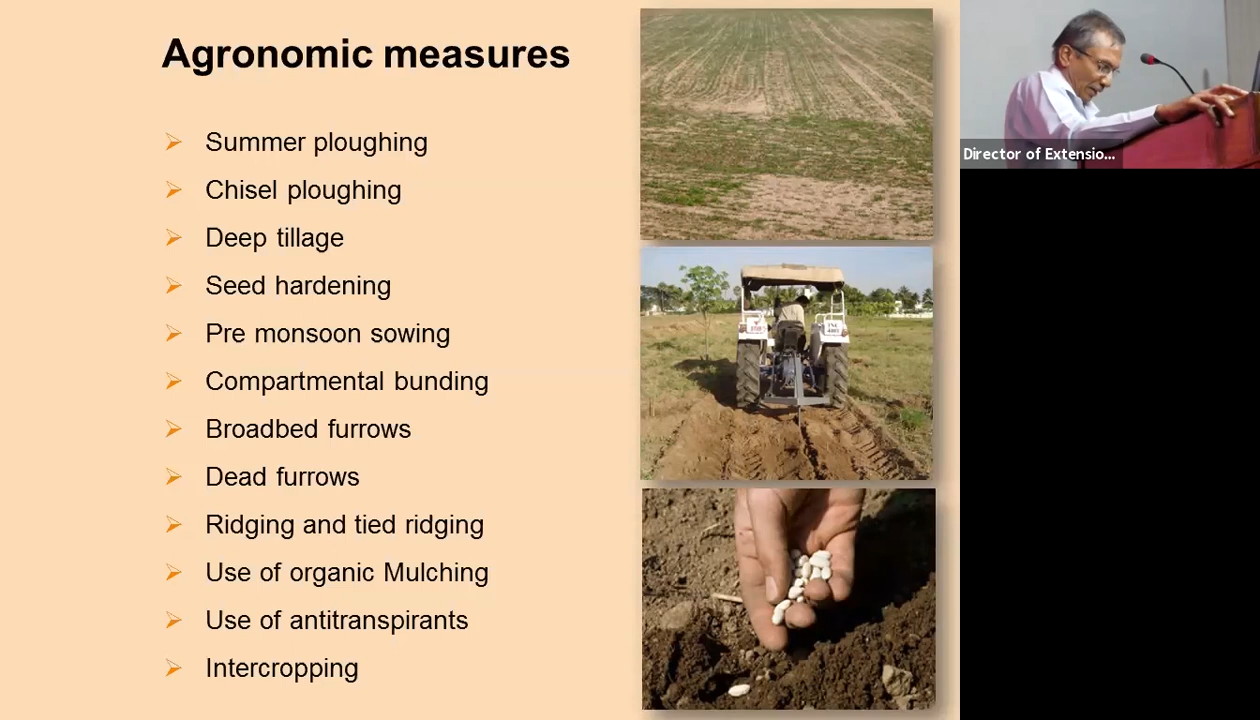 Agronomic measures
Summer ploughing
Chisel ploughing
Deep tillage
Seed hardening
Pre monsoon sowing
Compartmental bunding
Broadbed furrows
Dead furrows
Ridging and tied ridging
Use of organic Mulching
Use of antitranspirants
Intercropping
Director of Extensio...